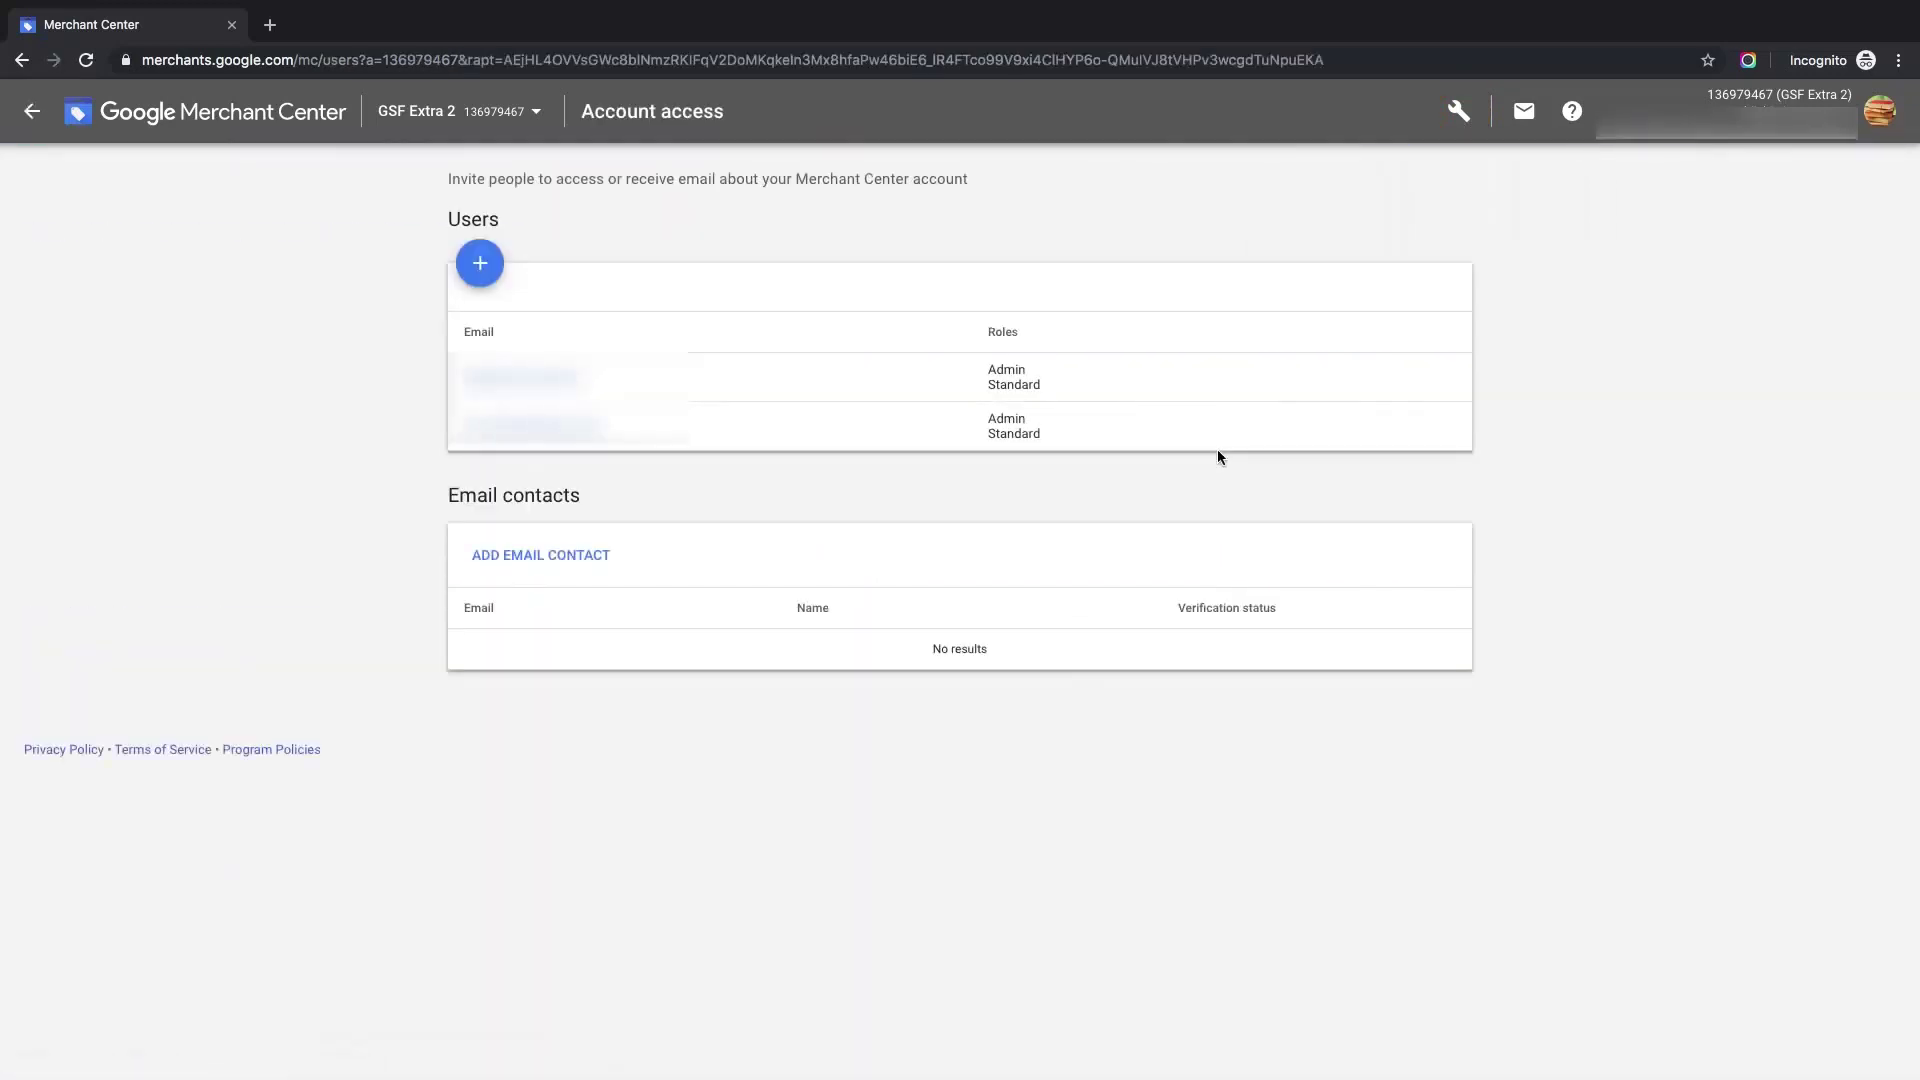 Merchant Center
merchants.google.com/mc/users?a=136979467&rapt=AEjHL4OVVsGWc8blNmzRKIFqV2DoMKqkeIn3Mx8hfaPw46biE6_lR4FTco99V9xi4ClHYP6o-QMulVJ8tVHPv3wcgdTuNpuEKA
Incognito
Google Merchant Center
GSF Extra 2 136979467
Account access
136979467 (GSF Extra 2)
Invite people to access or receive email about your Merchant Center account
Users
Email Roles
Admin
Standard
Admin
Standard
Email contacts
ADD EMAIL CONTACT
Email Name Verification status
No results
Privacy Policy • Terms of Service • Program Policies